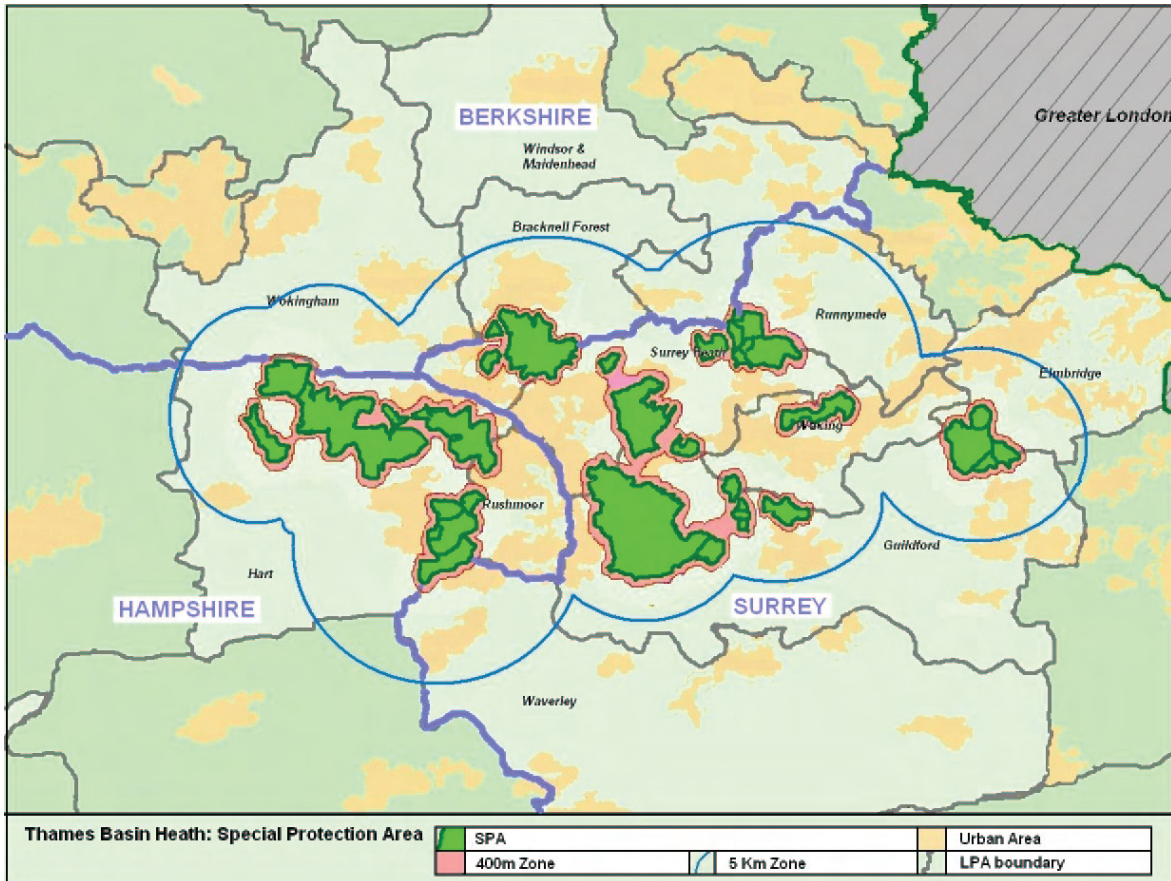 Greater London
BERKSHIRE
Windsor &
Maidenhead
Bracknell Forest
Wokingham
Runnymede
Surrey Heath
Elmbridge
Woking
Rushmoor
Guildford
Hart
HAMPSHIRE
SURREY
Waverley
Thames Basin Heath: Special Protection Area
SPA
Urban Area
400m Zone
5 Km Zone
LPA boundary